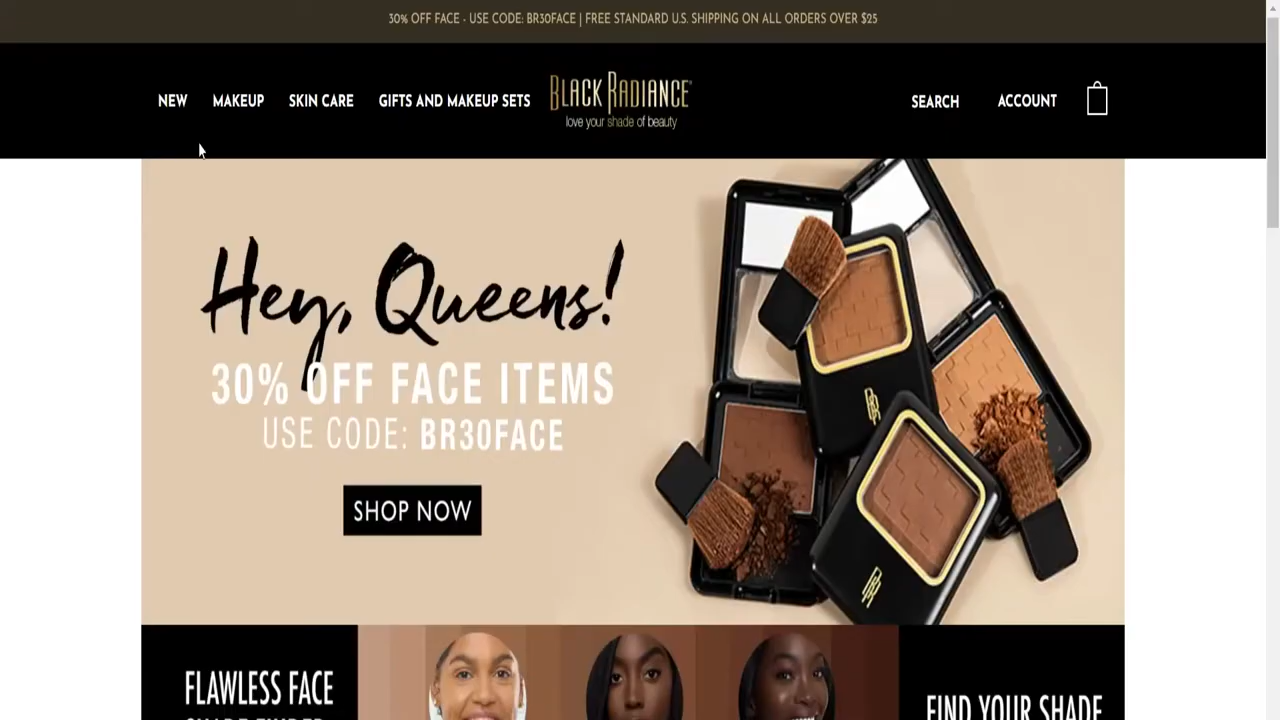 30% OFF FACE - USE CODE: BR30FACE | FREE STANDARD U.S. SHIPPING ON ALL ORDERS OVER $25
NEW MAKEUP SKIN CARE GIFTS AND MAKEUP SETS BLACK RADIANCE® SEARCH ACCOUNT
love your shade of beauty
Hey, Queens!
30% OFF FACE ITEMS
USE CODE: BR30FACE
SHOP NOW
FLAWLESS FACE
FIND YOUR SHADE